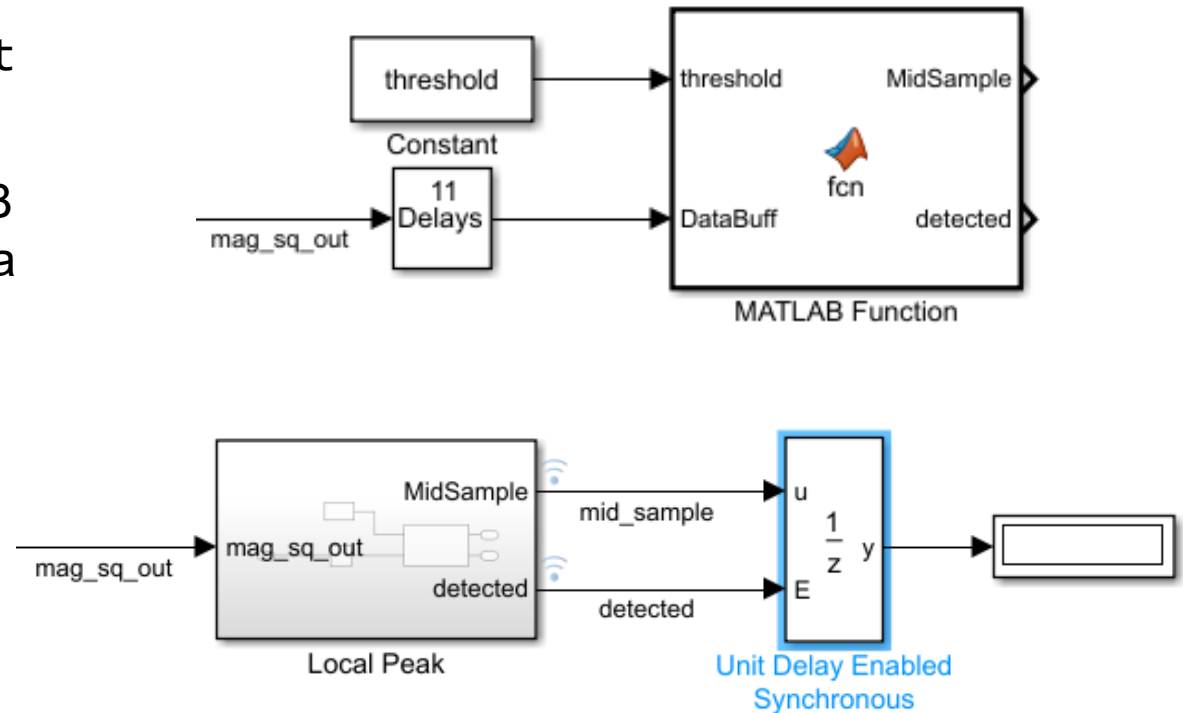 t
threshold
Constant
threshold
MidSample
fcn
11
Delays
mag_sq_out
DataBuff
detected
MATLAB Function
a
mag_sq_out
mag_sq_out
MidSample
detected
Local Peak
mid_sample
detected
u
E
1
z
y
Unit Delay Enabled
Synchronous